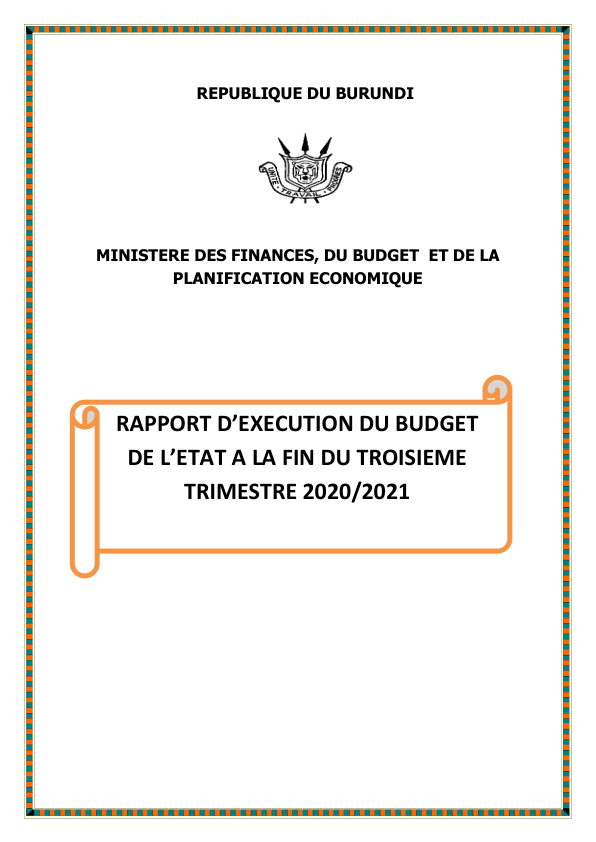 REPUBLIQUE DU BURUNDI
UNITE - TRAVAIL - PROGRES
MINISTERE DES FINANCES, DU BUDGET ET DE LA
PLANIFICATION ECONOMIQUE
RAPPORT D’EXECUTION DU BUDGET
DE L’ETAT A LA FIN DU TROISIEME
TRIMESTRE 2020/2021